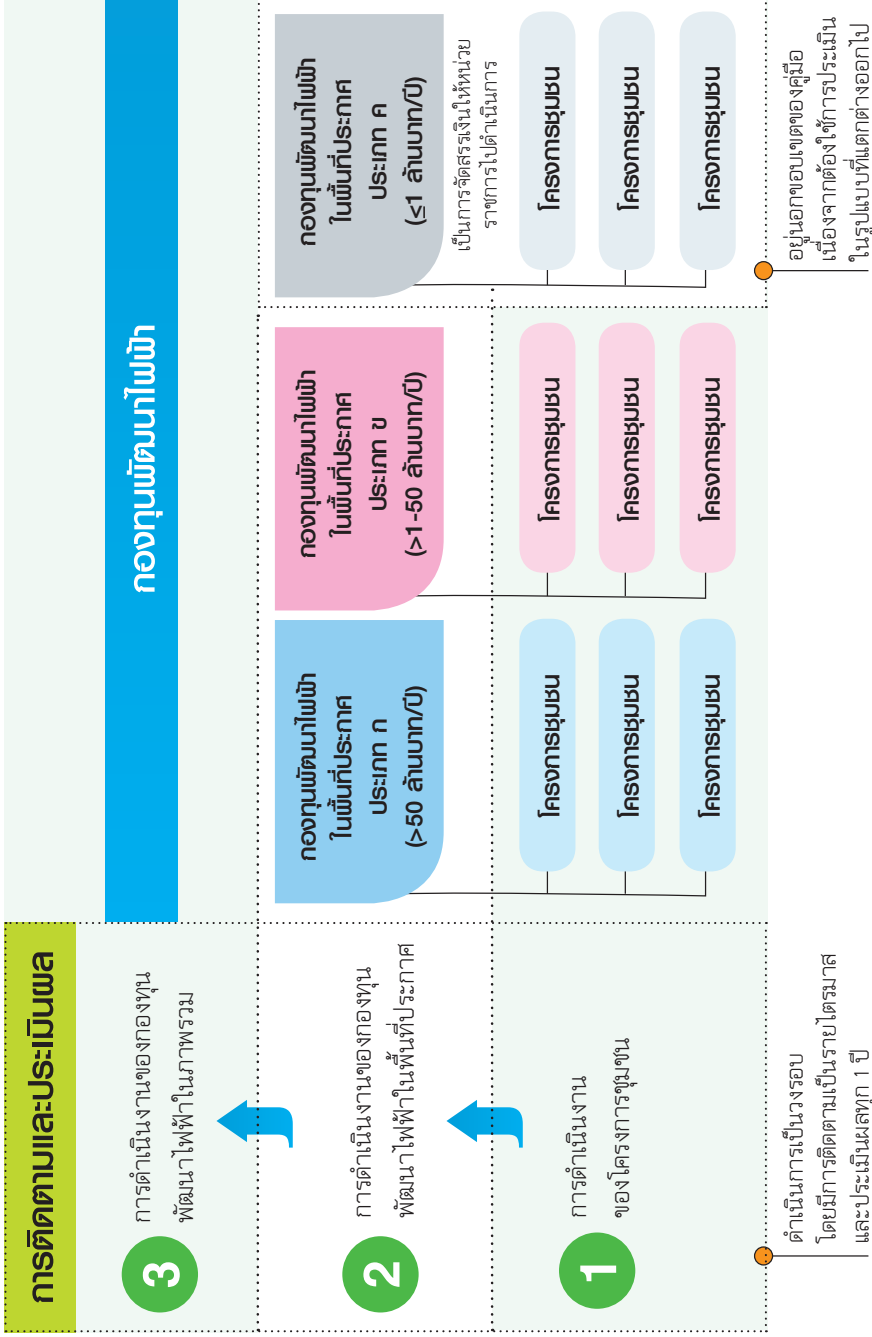 การติดตามและประเมินผล
กองทุนพัฒนาไฟฟ้า
3
การดำเนินงานของกองทุน
พัฒนาไฟฟ้าในภาพรวม
2
การดำเนินงานของกองทุน
พัฒนาไฟฟ้าในพื้นที่ประกาศ
กองทุนพัฒนาไฟฟ้า
ในพื้นที่ประกาศ
ประเภท ก
(>50 ล้านบาท/ปี)
กองทุนพัฒนาไฟฟ้า
ในพื้นที่ประกาศ
ประเภท ข
(>1-50 ล้านบาท/ปี)
กองทุนพัฒนาไฟฟ้า
ในพื้นที่ประกาศ
ประเภท ค
(≤1 ล้านบาท/ปี)
เป็นการจัดสรรเงินให้หน่วย
ราชการไปดำเนินการ
1
การดำเนินงาน
ของโครงการชุมชน
โครงการชุมชน
โครงการชุมชน
โครงการชุมชน
โครงการชุมชน
โครงการชุมชน
โครงการชุมชน
โครงการชุมชน
โครงการชุมชน
โครงการชุมชน
ดำเนินการเป็นวงรอบ
โดยมีการติดตามเป็นรายไตรมาส
และประเมินผลทุก 1 ปี
อยู่นอกขอบเขตของคู่มือ
เนื่องจากต้องใช้การประเมิน
ในรูปแบบที่แตกต่างออกไป